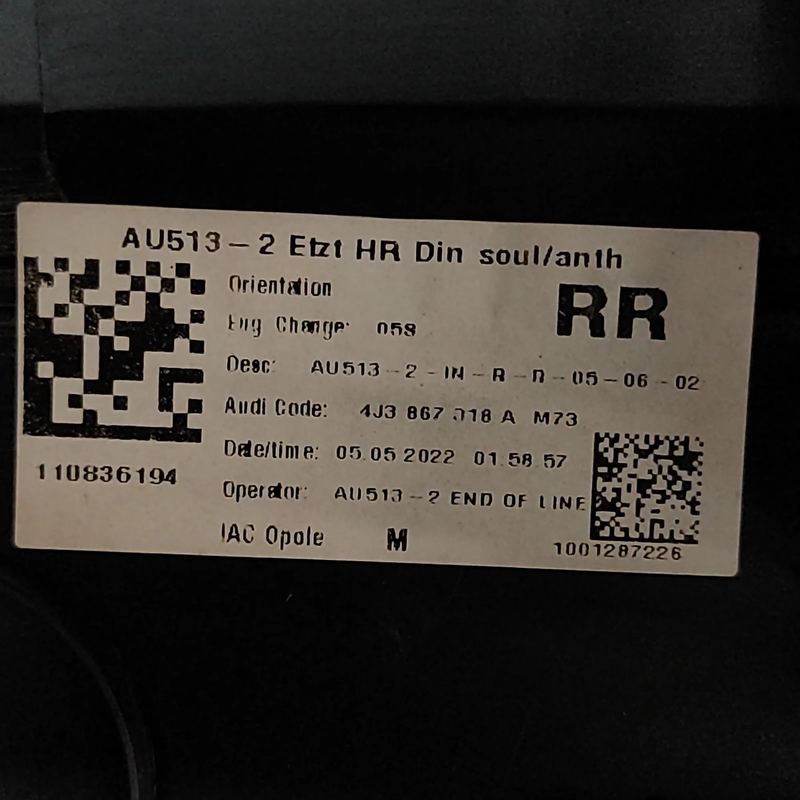 AU513-2 Etzt HR Din soul/anth
Orientation RR
Eng Change: 058
Desc: AU513-2-IN-R-D-05-06-02
Audi Code: 4J3 867 318 A M73
Date/time: 05.05.2022 01:58:57
110836194
Operator: AU513-2 END OF LINE
IAC Opole M
1001287226